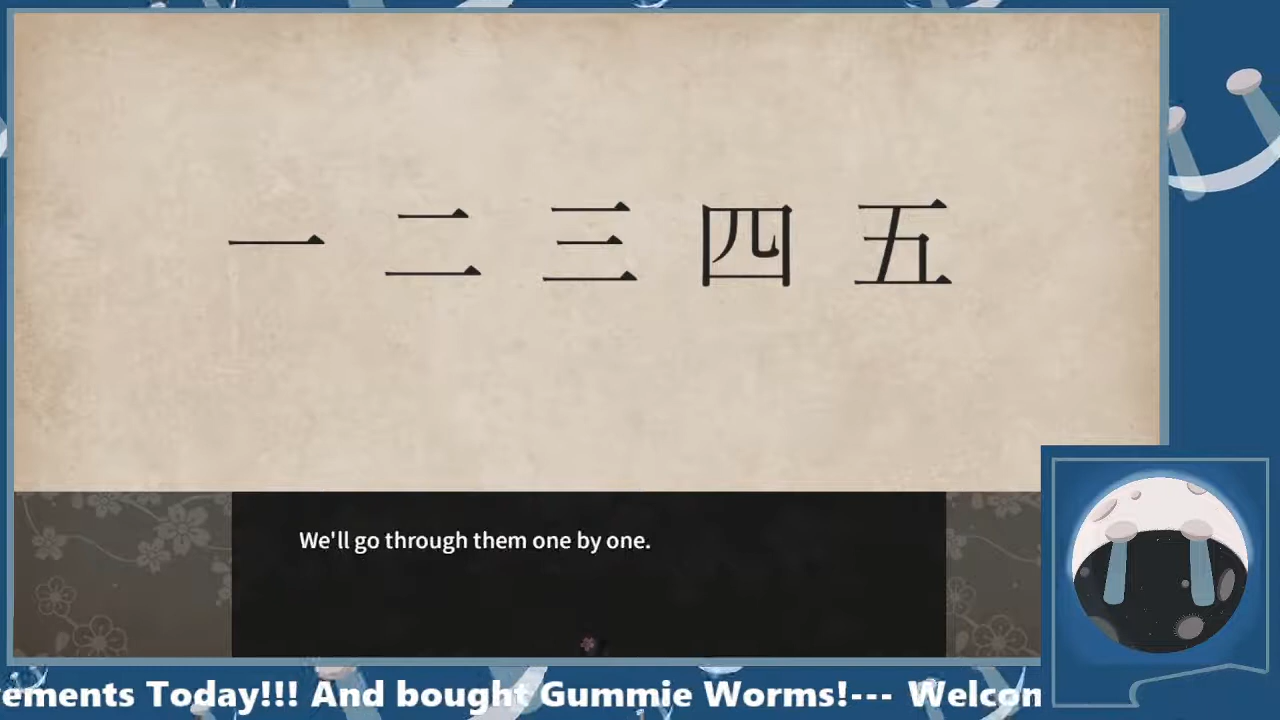 一 二 三 四 五
We'll go through them one by one.
ements Today!!! And bought Gummie Worms!--- Welcon